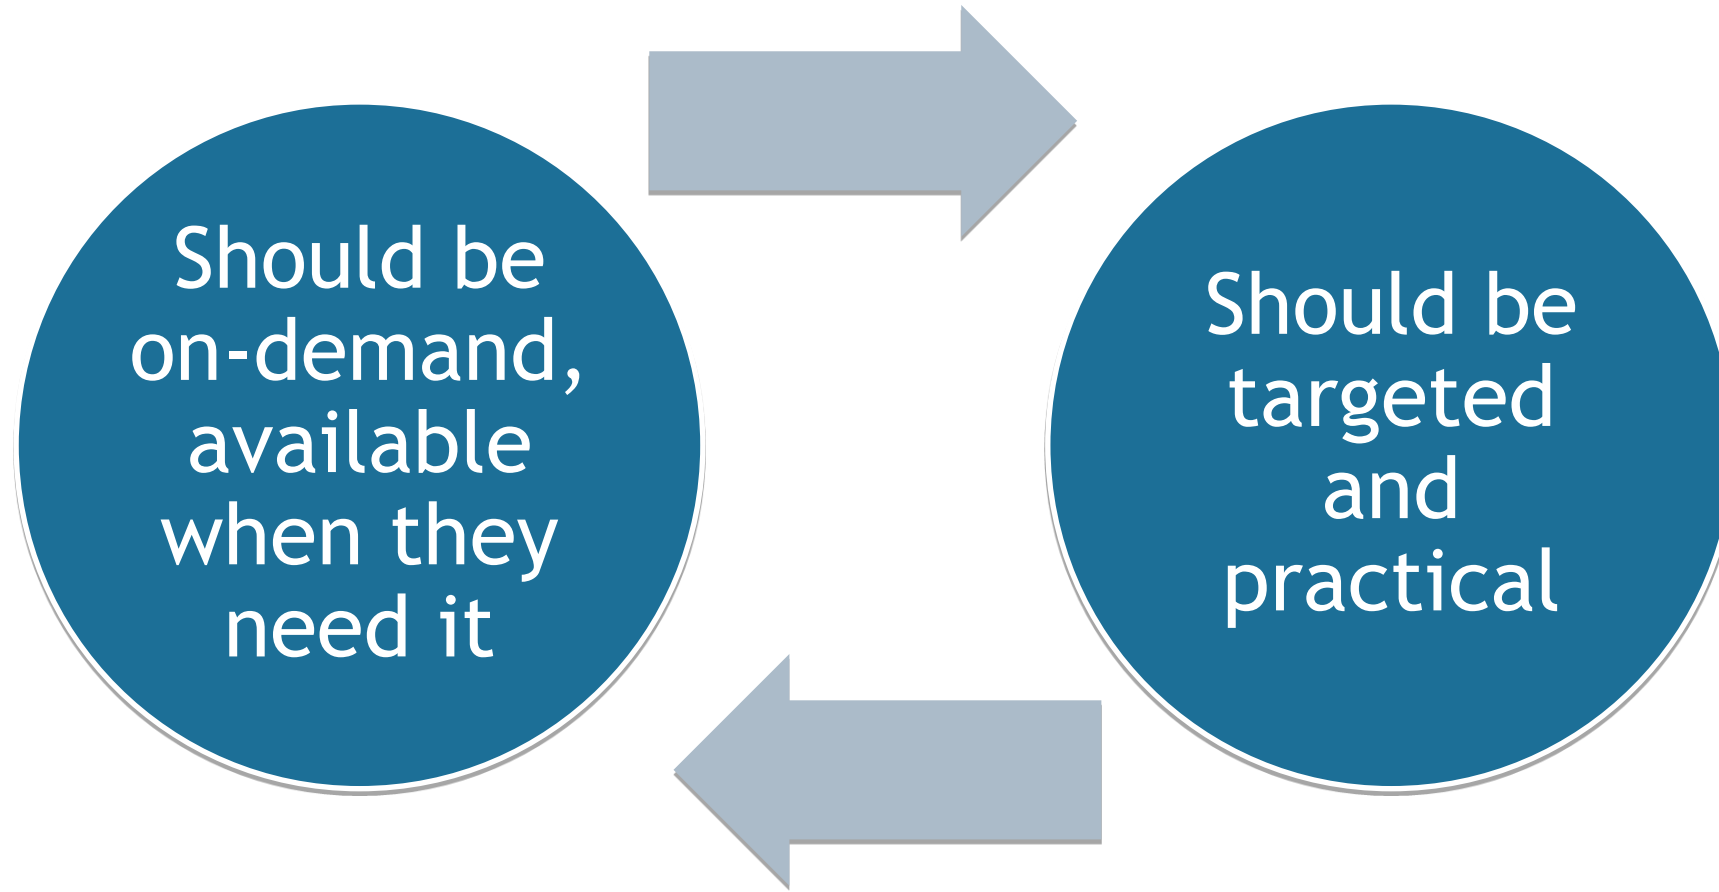 Should be
on-demand,
available
when they
need it
Should be
targeted
and
practical